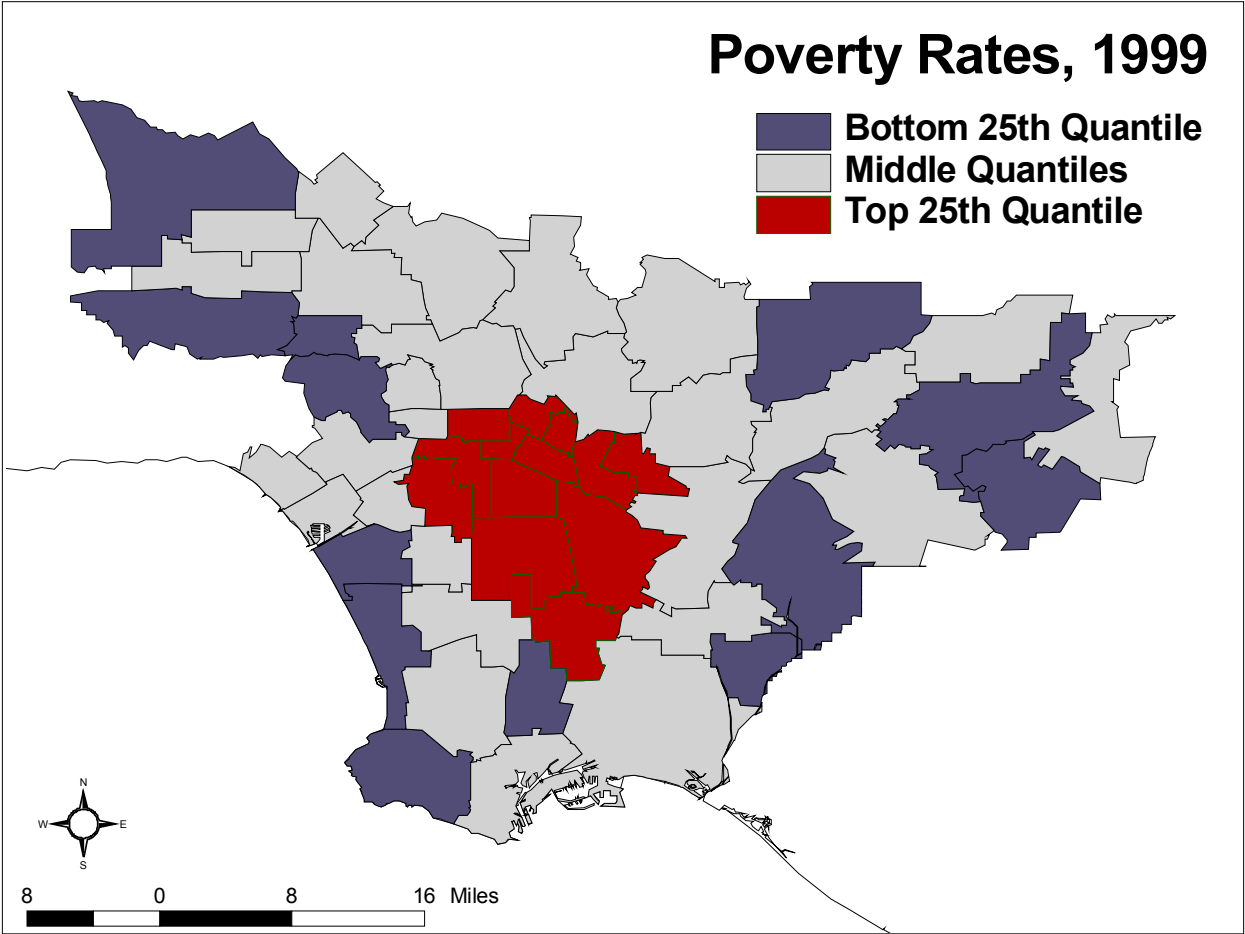 Poverty Rates, 1999
Bottom 25th Quantile
Middle Quantiles
Top 25th Quantile
N
W E
S
8 0 8 16 Miles